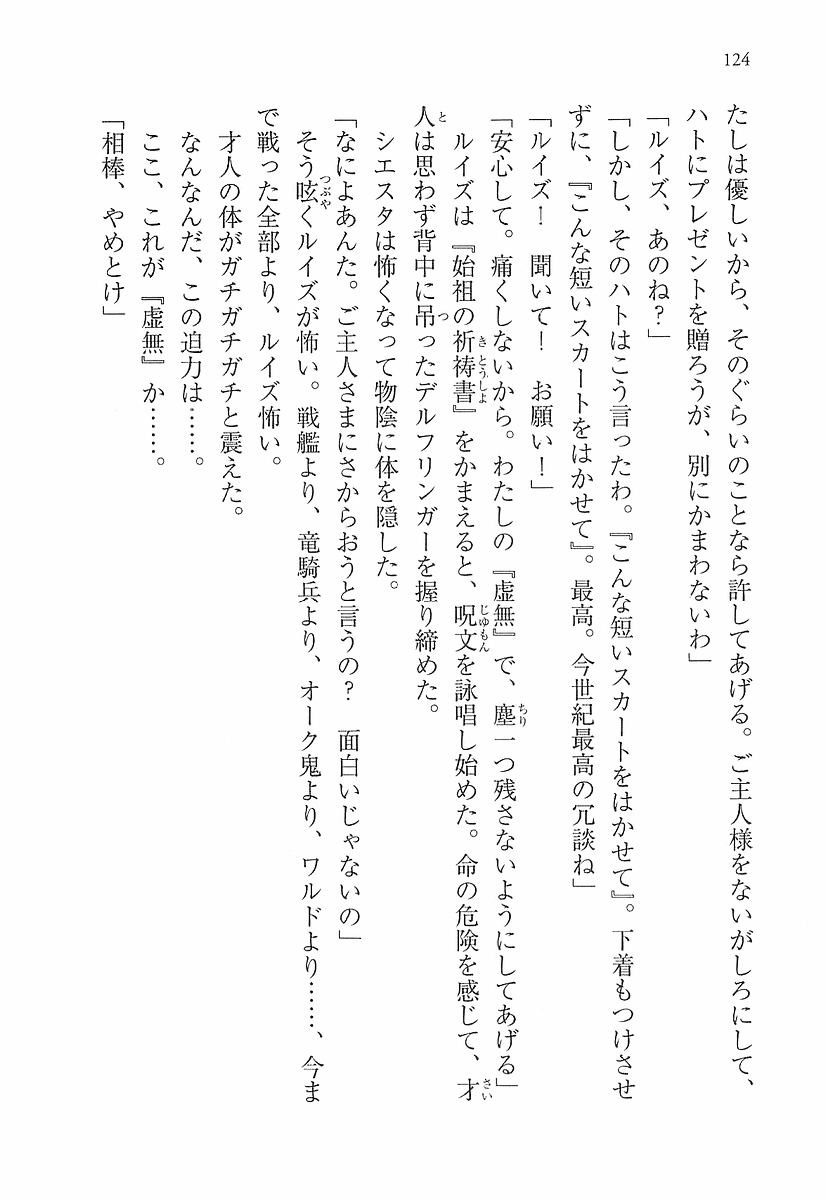 124
たしは優しいから、そのぐらいのことなら許してあげる。ご主人様をないがしろにして、
ハトにプレゼントを贈ろうが、別にかまわないわ」
「ルイズ、あのね？」
「しかし、そのハトはこう言ったわ。『こんな短いスカートをはかせて』。下着もつけさせ
ずに、『こんな短いスカートをはかせて』。最高。今世紀最高の冗談ね」
「ルイズ！　聞いて！　お願い！」
「安心して。痛くしないから。わたしの『虚無』で、塵一つ残さないようにしてあげる」
ルイズは『始祖の祈祷書』をかまえると、呪文を詠唱し始めた。命の危険を感じて、才
人は思わず背中に吊ったデルフリンガーを握り締めた。
シエスタは怖くなって物陰に体を隠した。
「なによあんた。ご主人さまにさからおうと言うの？　面白いじゃないの」
そう呟くルイズが怖い。戦艦より、竜騎兵より、オーク鬼より、ワルドより……、今ま
で戦った全部より、ルイズ怖い。
才人の体がガチガチガチと震えた。
なんなんだ、この迫力は……。
ここ、これが『虚無』か……。
「相棒、やめとけ」